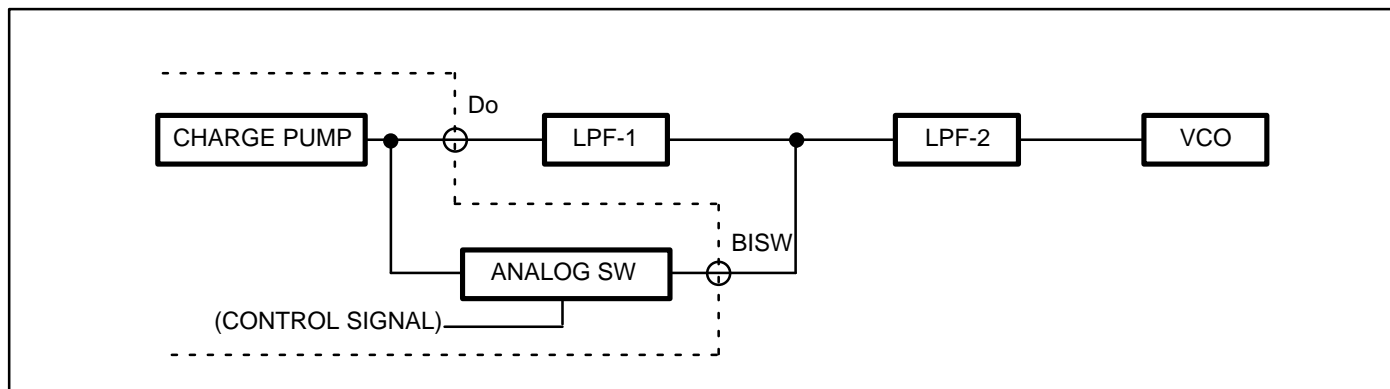 Do
CHARGE PUMP
LPF-1
LPF-2
VCO
BISW
ANALOG SW
(CONTROL SIGNAL)